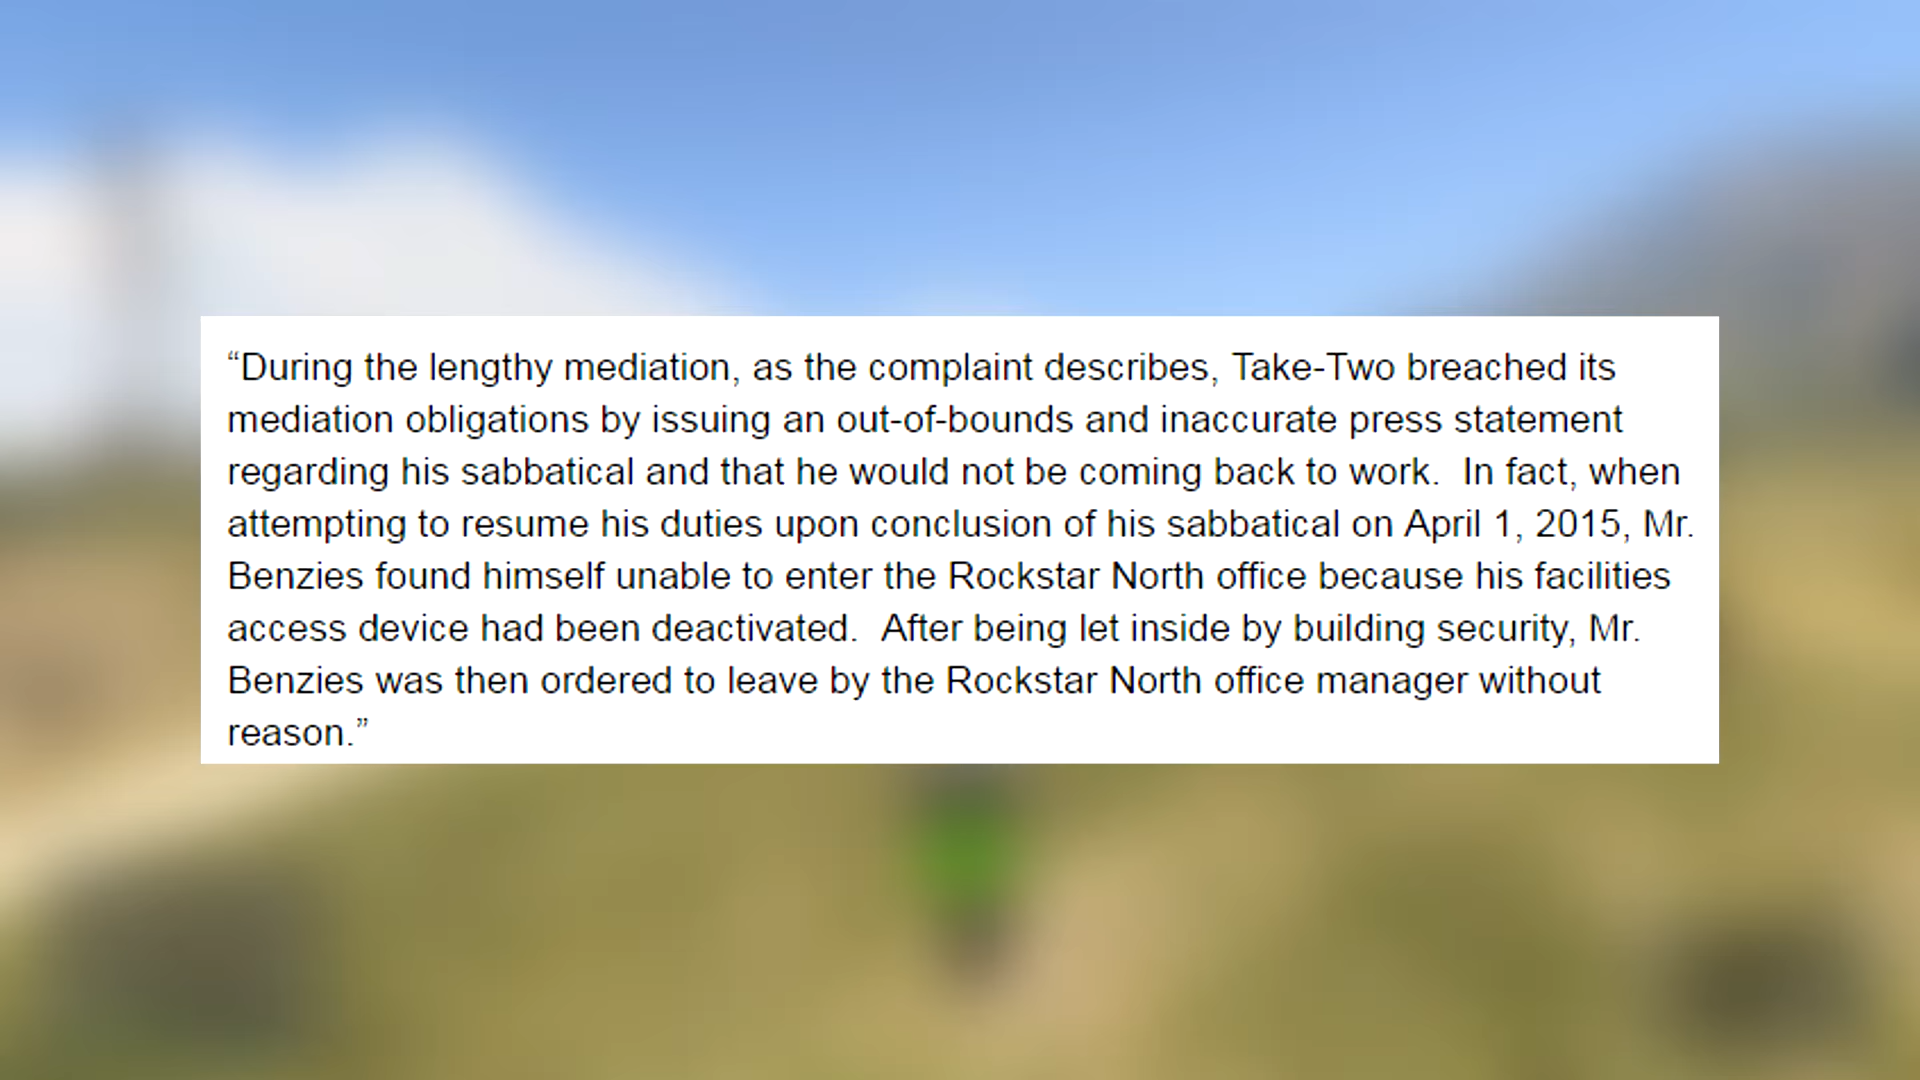 “During the lengthy mediation, as the complaint describes, Take-Two breached its
mediation obligations by issuing an out-of-bounds and inaccurate press statement
regarding his sabbatical and that he would not be coming back to work.  In fact, when
attempting to resume his duties upon conclusion of his sabbatical on April 1, 2015, Mr.
Benzies found himself unable to enter the Rockstar North office because his facilities
access device had been deactivated.  After being let inside by building security, Mr.
Benzies was then ordered to leave by the Rockstar North office manager without
reason.”